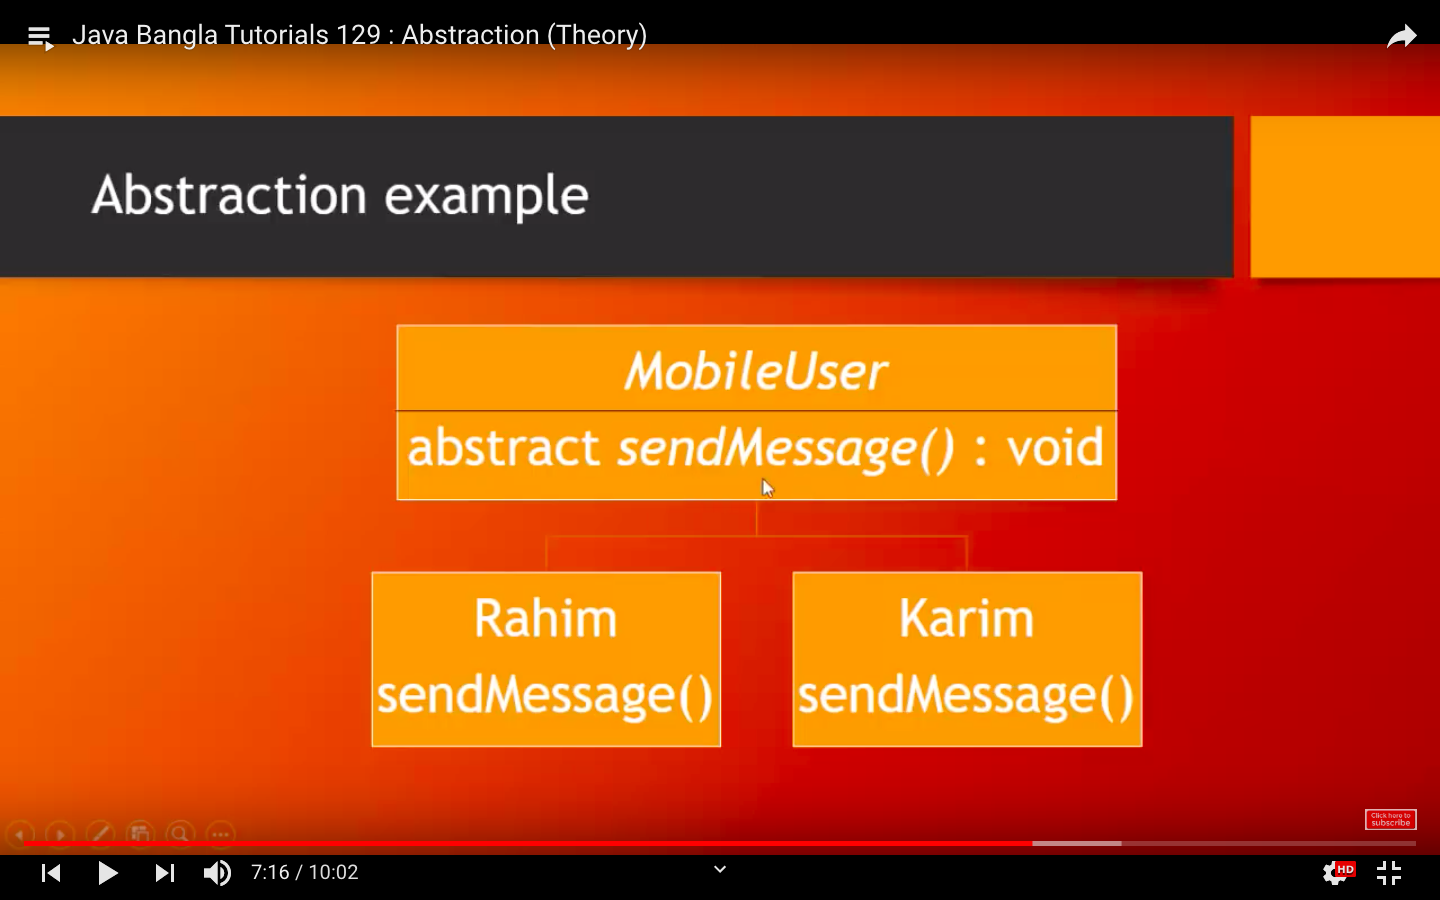 Java Bangla Tutorials 129 : Abstraction (Theory)
Abstraction example
MobileUser
abstract sendMessage() : void
Rahim
sendMessage()
Karim
sendMessage()
Click here to
subscribe
7:16 / 10:02
HD